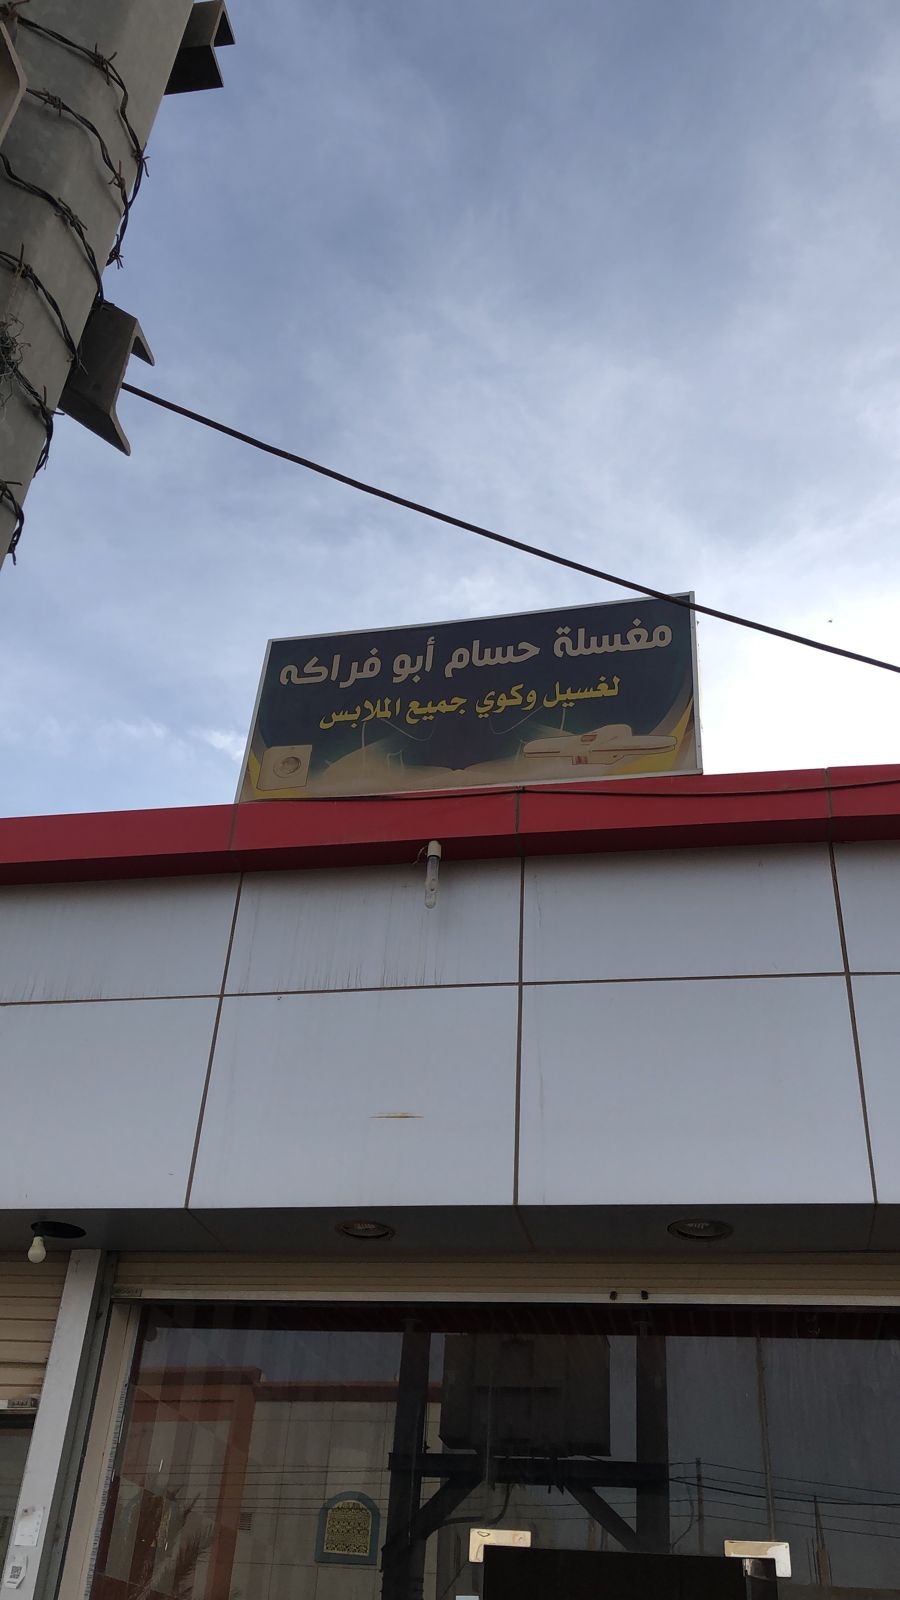 مغسلة حسام أبو فراكه
لغسيل وكوي جميع الملابس